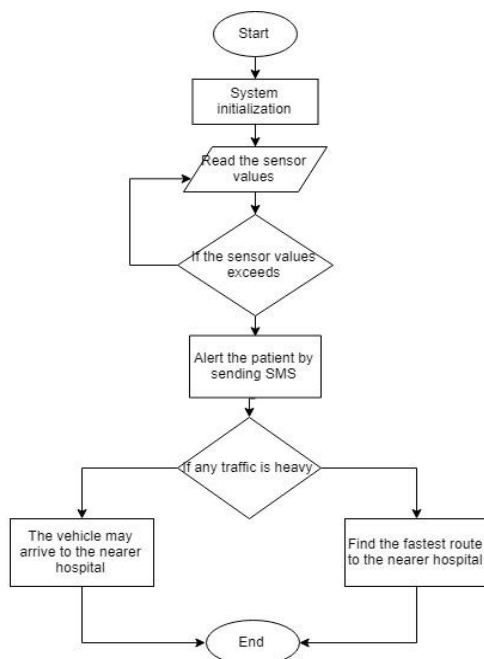 Start
System
initialization
Read the sensor
values
If the sensor values
exceeds
Alert the patient by
sending SMS
If any traffic is heavy
The vehicle may
arrive to the nearer
hospital
Find the fastest route
to the nearer hospital
End